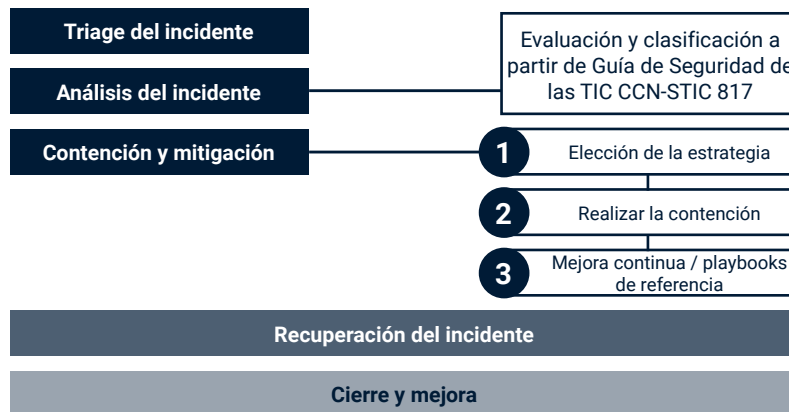 Triage del incidente
Evaluación y clasificación a
partir de Guía de Seguridad de
las TIC CCN-STIC 817
Análisis del incidente
Contención y mitigación
1
Elección de la estrategia
2
Realizar la contención
3
Mejora continua / playbooks
de referencia
Recuperación del incidente
Cierre y mejora